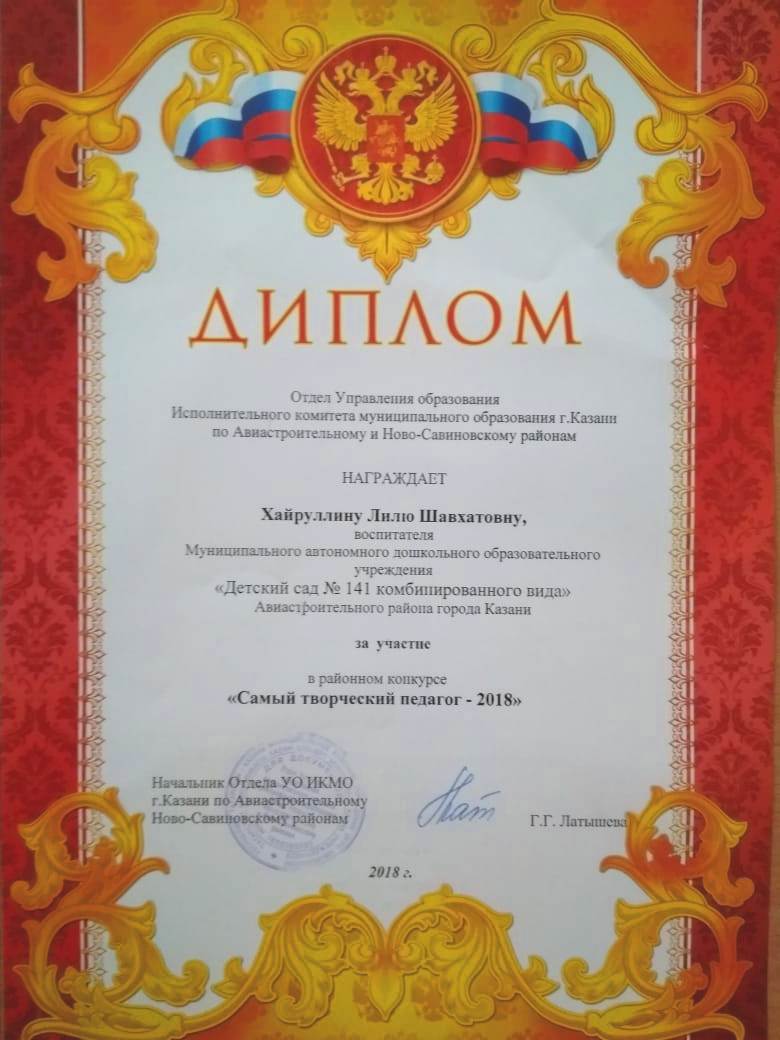 ДИПЛОМ
Отдел Управления образования
Исполнительного комитета муниципального образования г.Казани
по Авиастроительному и Ново-Савиновскому районам
НАГРАЖДАЕТ
Хайруллину Лилю Шавхатовну,
воспитателя
Муниципального автономного дошкольного образовательного
учреждения
«Детский сад № 141 комбинированного вида»
Авиастроительного района города Казани
за участие
в районном конкурсе
«Самый творческий педагог - 2018»
Начальник Отдела УО ИКМО
г.Казани по Авиастроительному
Ново-Савиновскому районам
Г.Г. Латышева
2018 г.